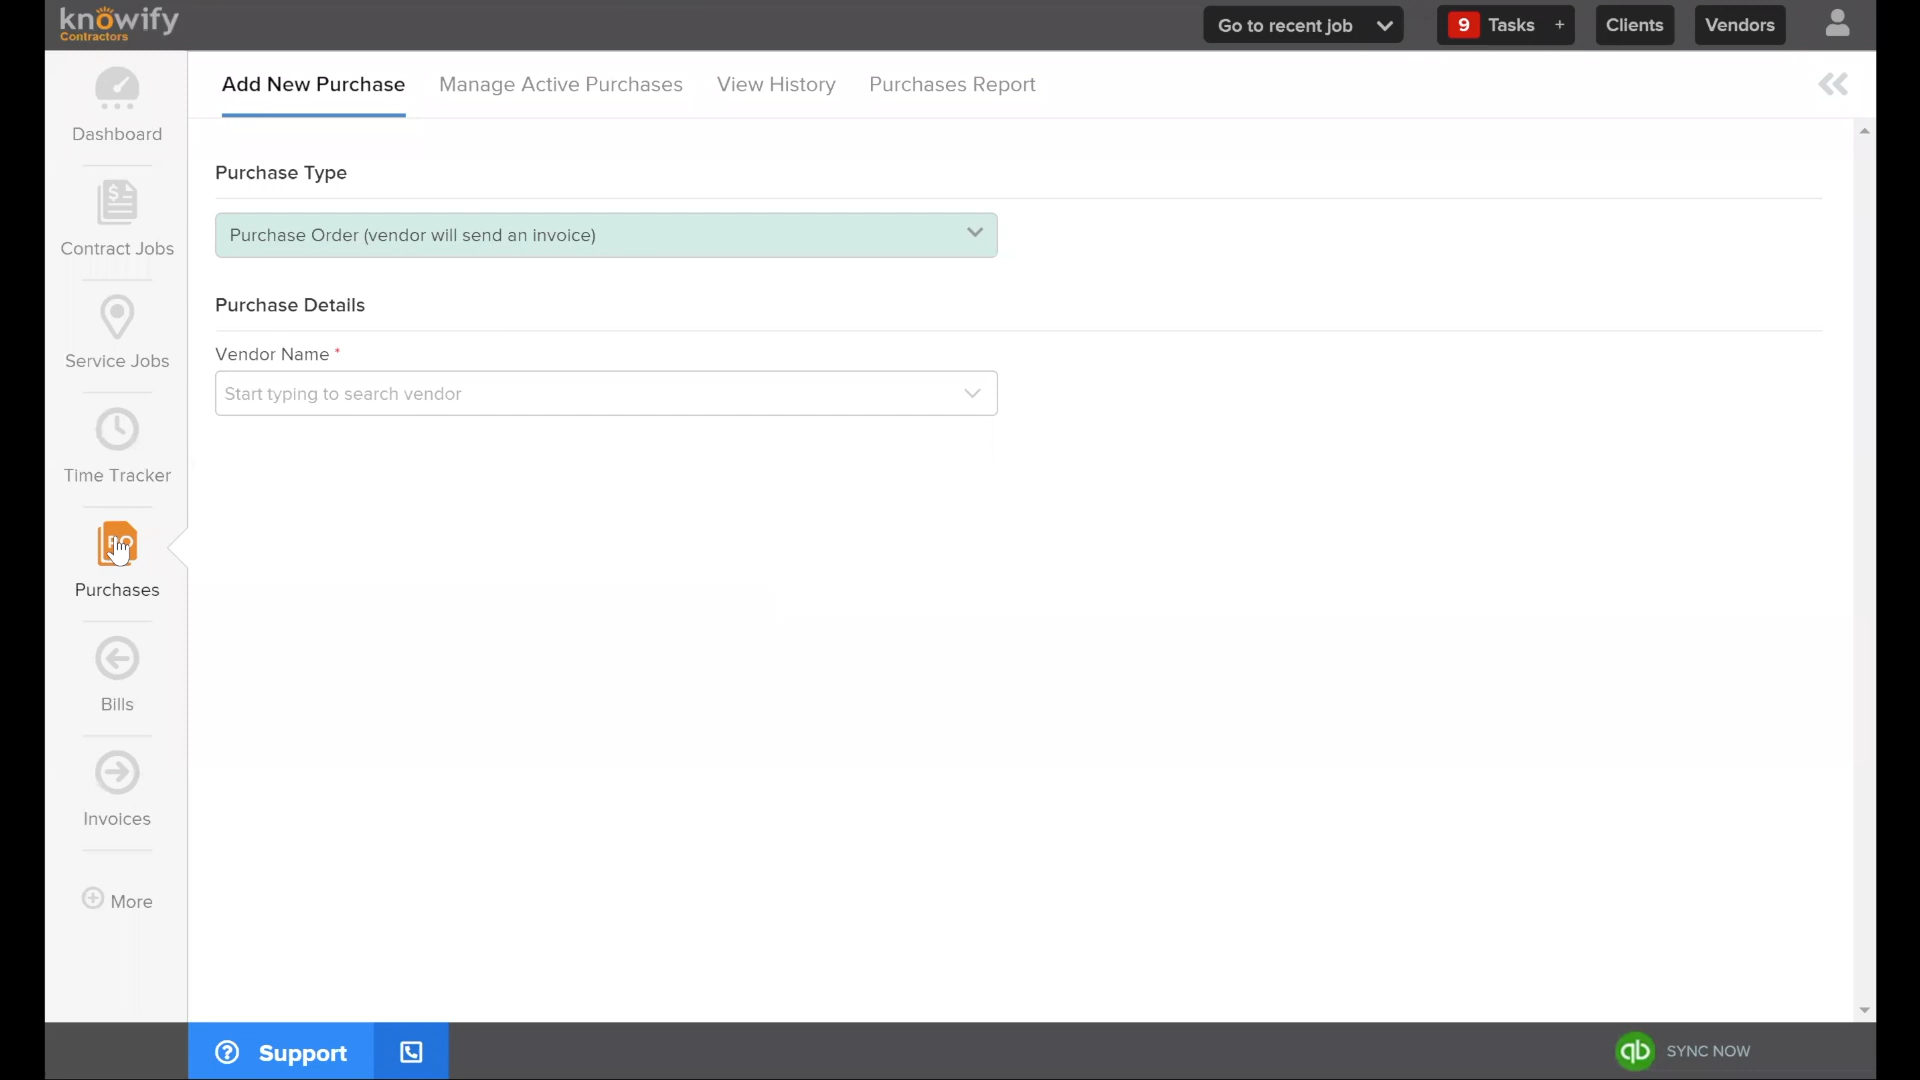 knowify
Contractors
Go to recent job
9 Tasks +
Clients
Vendors
Add New Purchase
Manage Active Purchases
View History
Purchases Report
Dashboard
Contract Jobs
Service Jobs
Time Tracker
Purchases
Bills
Invoices
More
Purchase Type
Purchase Order (vendor will send an invoice)
Purchase Details
Vendor Name *
Start typing to search vendor
Support
qb SYNC NOW